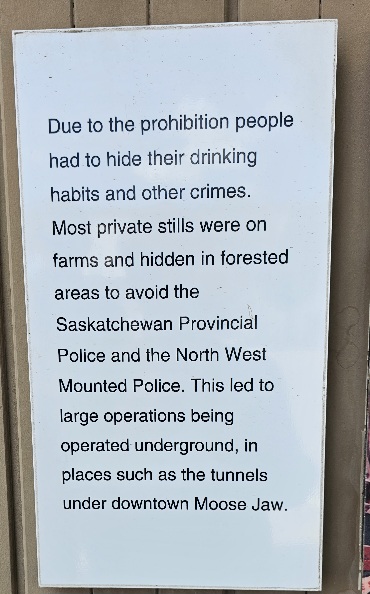 Due to the prohibition people
had to hide their drinking
habits and other crimes.
Most private stills were on
farms and hidden in forested
areas to avoid the
Saskatchewan Provincial
Police and the North West
Mounted Police. This led to
large operations being
operated underground, in
places such as the tunnels
under downtown Moose Jaw.